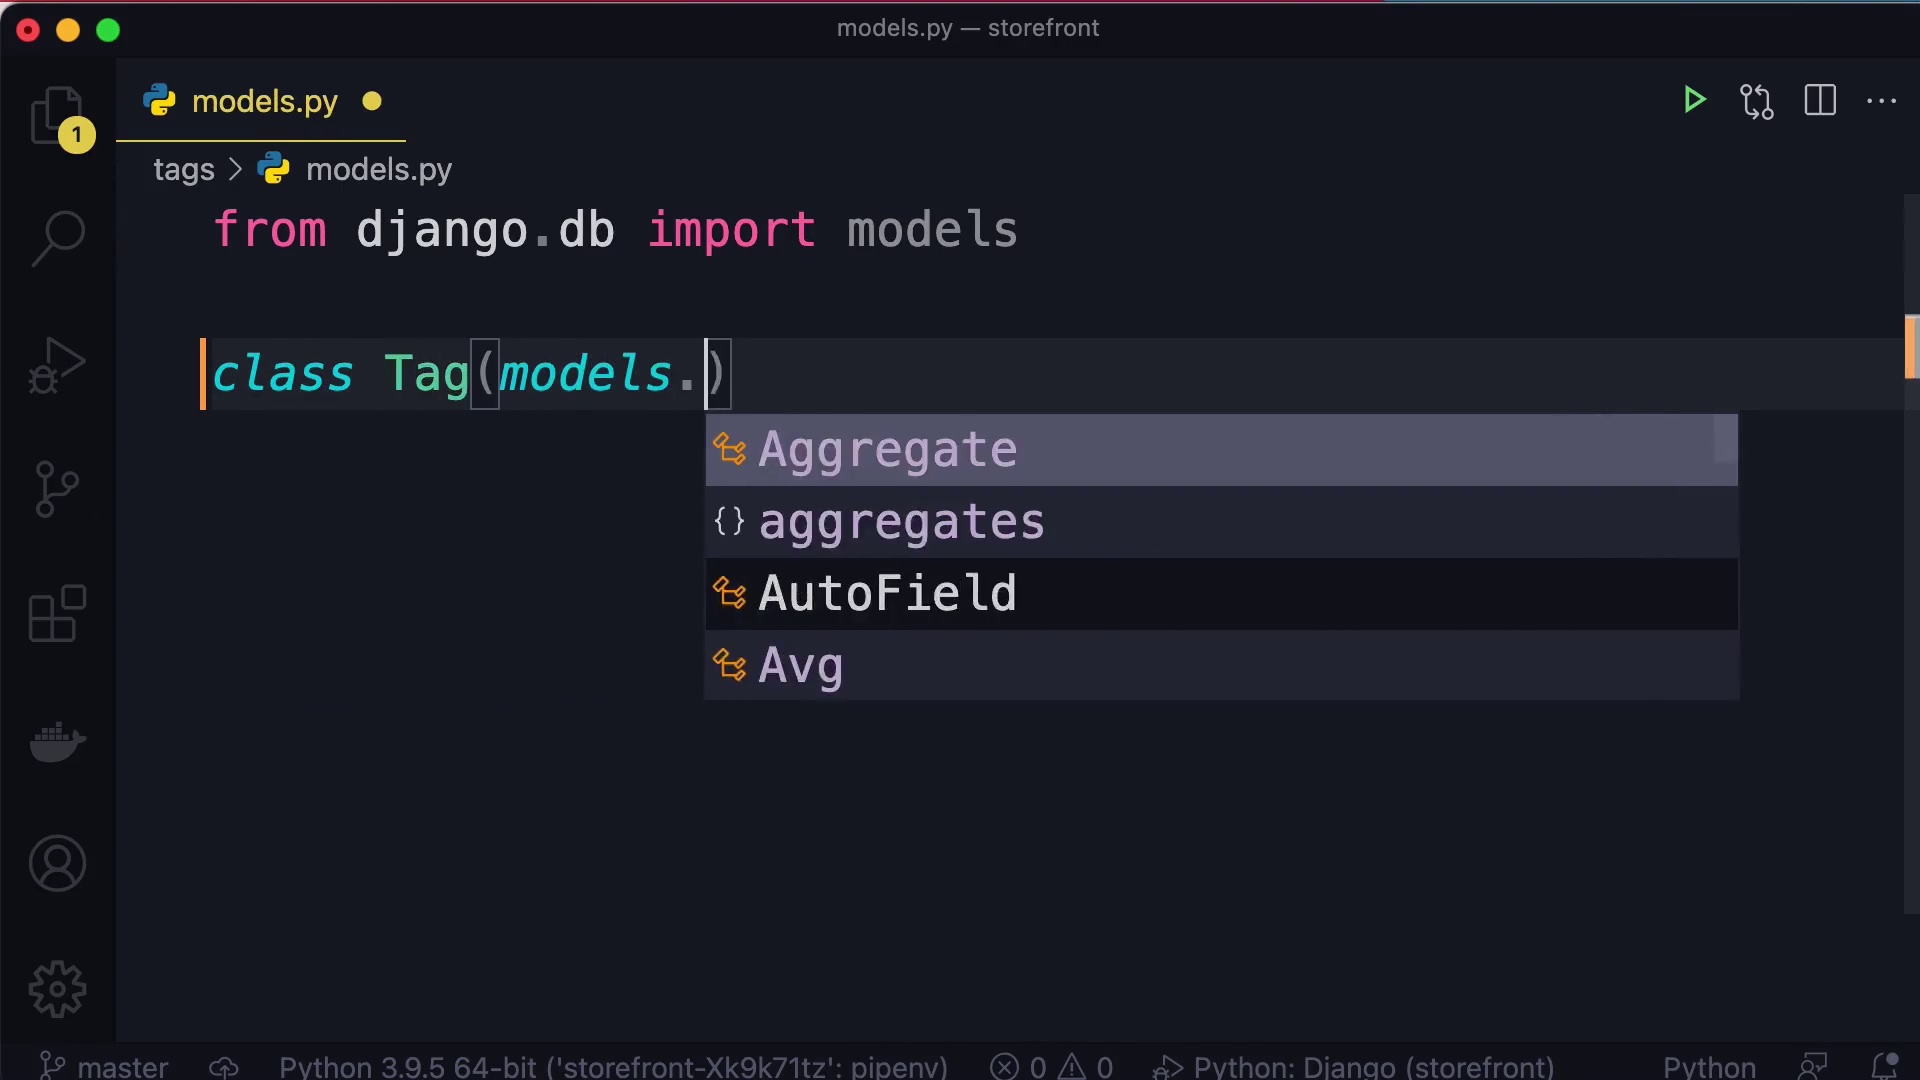 models.py — storefront
models.py
1
tags > models.py
from django.db import models
class Tag(models.)
Aggregate
{} aggregates
AutoField
Avg
master Python 3.9.5 64-bit ('storefront-Xk9k71tz': pipenv) 0 0 Python: Django (storefront) Python